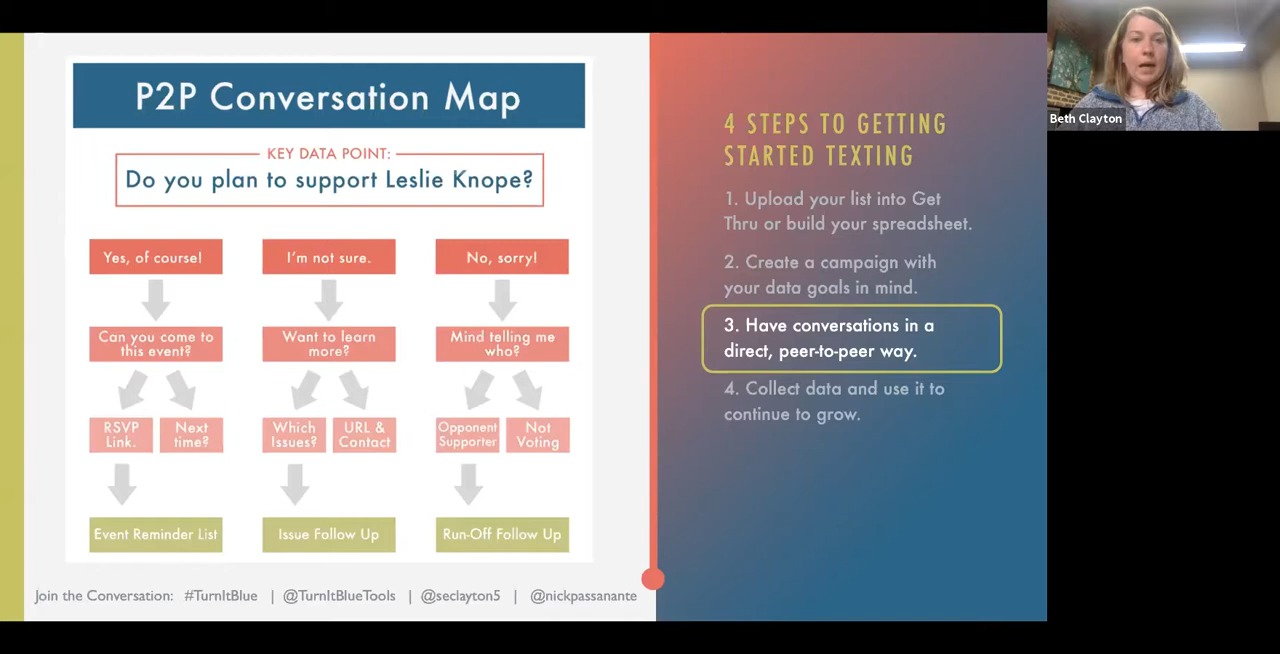 P2P Conversation Map
KEY DATA POINT:
Do you plan to support Leslie Knope?
Yes, of course!
I'm not sure.
No, sorry!
Can you come to
this event?
Want to learn
more?
Mind telling me
who?
RSVP
Link.
Next
time?
Which
Issues?
URL &
Contact
Opponent
Supporter
Not
Voting
Event Reminder List
Issue Follow Up
Run-Off Follow Up
Join the Conversation: #TurnItBlue | @TurnItBlueTools | @seclayton5 | @nickpassanante
4 STEPS TO GETTING
STARTED TEXTING
1. Upload your list into Get
Thru or build your spreadsheet.
2. Create a campaign with
your data goals in mind.
3. Have conversations in a
direct, peer-to-peer way.
4. Collect data and use it to
continue to grow.
Beth Clayton